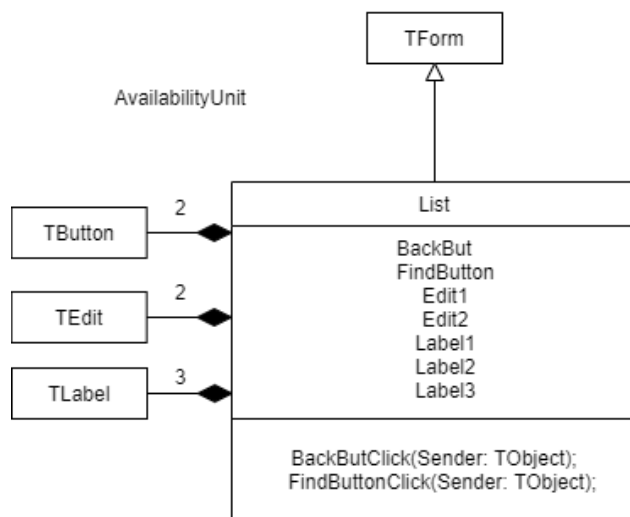 TForm
AvailabilityUnit
List
2
TButton
BackBut
FindButton
2
TEdit
Edit1
Edit2
Label1
3
TLabel
Label2
Label3
BackButClick(Sender: TObject);
FindButtonClick(Sender: TObject);